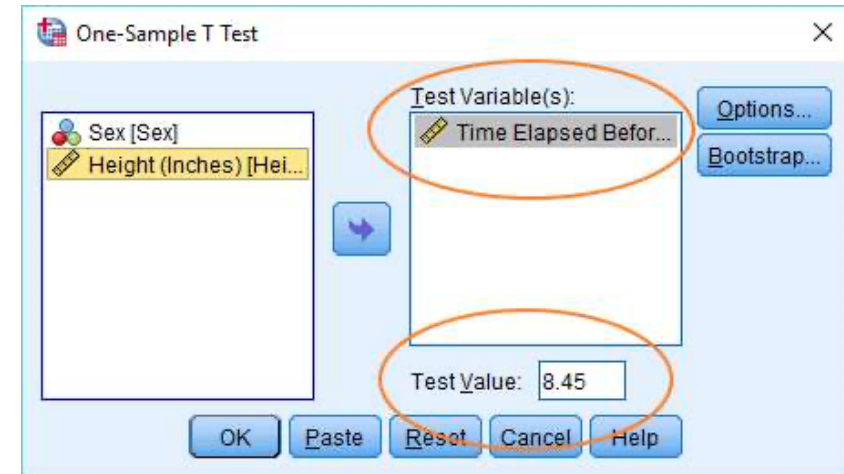 One-Sample T Test
Test Variable(s):
Sex [Sex]
Height (Inches) [Hei...
Time Elapsed Befor...
Options...
Bootstrap...
Test Value: 8.45
OK Paste Reset Cancel Help